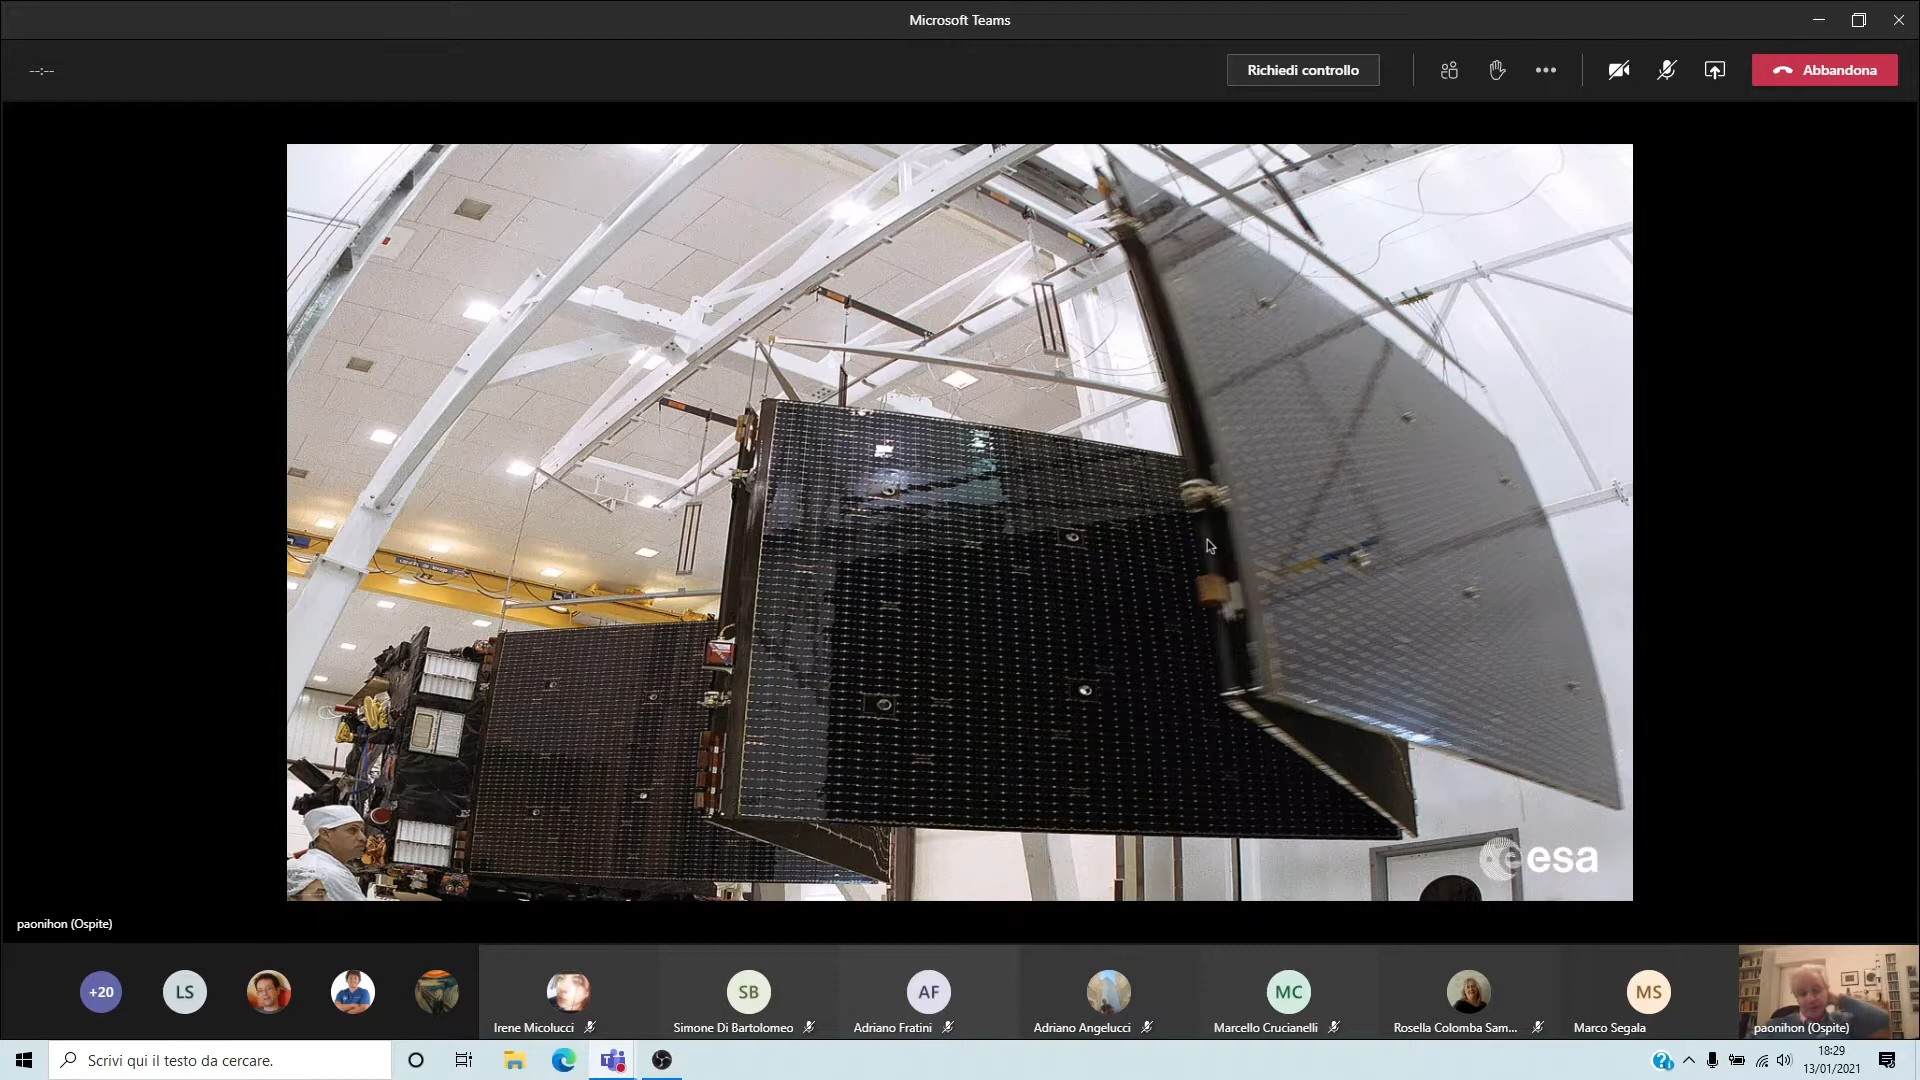 Microsoft Teams
--:--
Richiedi controllo
Abbandona
esa
paonihon (Ospite)
+20
LS
SB
AF
MC
MS
Irene Micolucci
Simone Di Bartolomeo
Adriano Fratini
Adriano Angelucci
Marcello Crucianelli
Rosella Colomba Sam...
Marco Segala
paonihon (Ospite)
Scrivi qui il testo da cercare.
18:29
13/01/2021